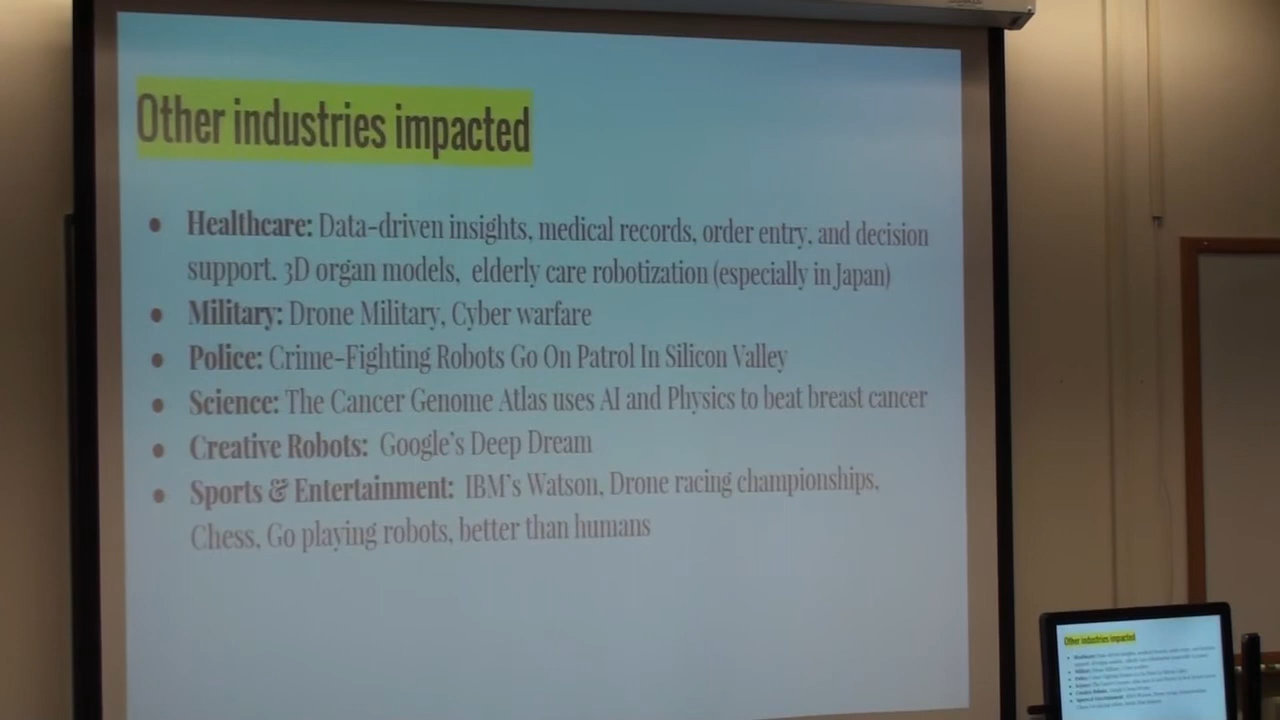 Other industries impacted
● Healthcare: Data-driven insights, medical records, order entry, and decision
support. 3D organ models, elderly care robotization (especially in Japan)
● Military: Drone Military, Cyber warfare
● Police: Crime-Fighting Robots Go On Patrol In Silicon Valley
● Science: The Cancer Genome Atlas uses AI and Physics to beat breast cancer
● Creative Robots: Google's Deep Dream
● Sports & Entertainment: IBM's Watson, Drone racing championships,
Chess, Go playing robots, better than humans
Other industries impacted